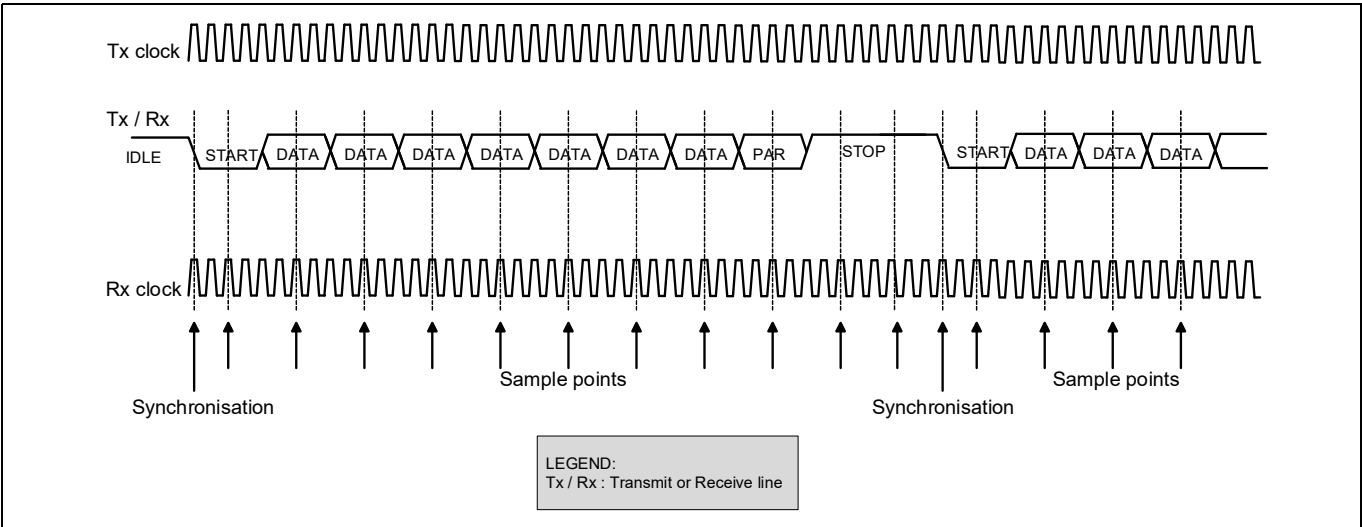 Tx clock
Tx / Rx
IDLE START DATA DATA DATA DATA DATA DATA DATA PAR STOP START DATA DATA DATA
Rx clock
Sample points Sample points
Synchronisation Synchronisation
LEGEND:
Tx / Rx : Transmit or Receive line